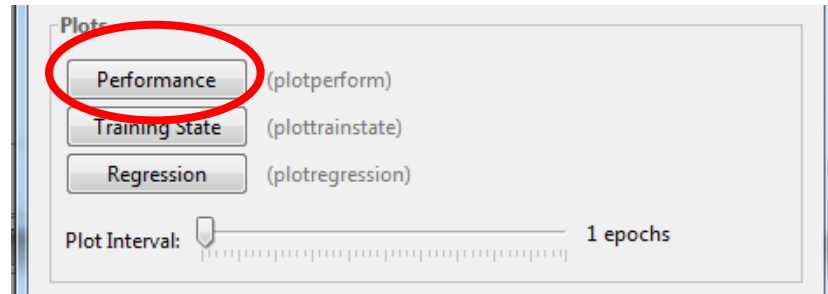 Plots
Performance (plotperform)
Training State (plottrainstate)
Regression (plotregression)
Plot Interval: 1 epochs